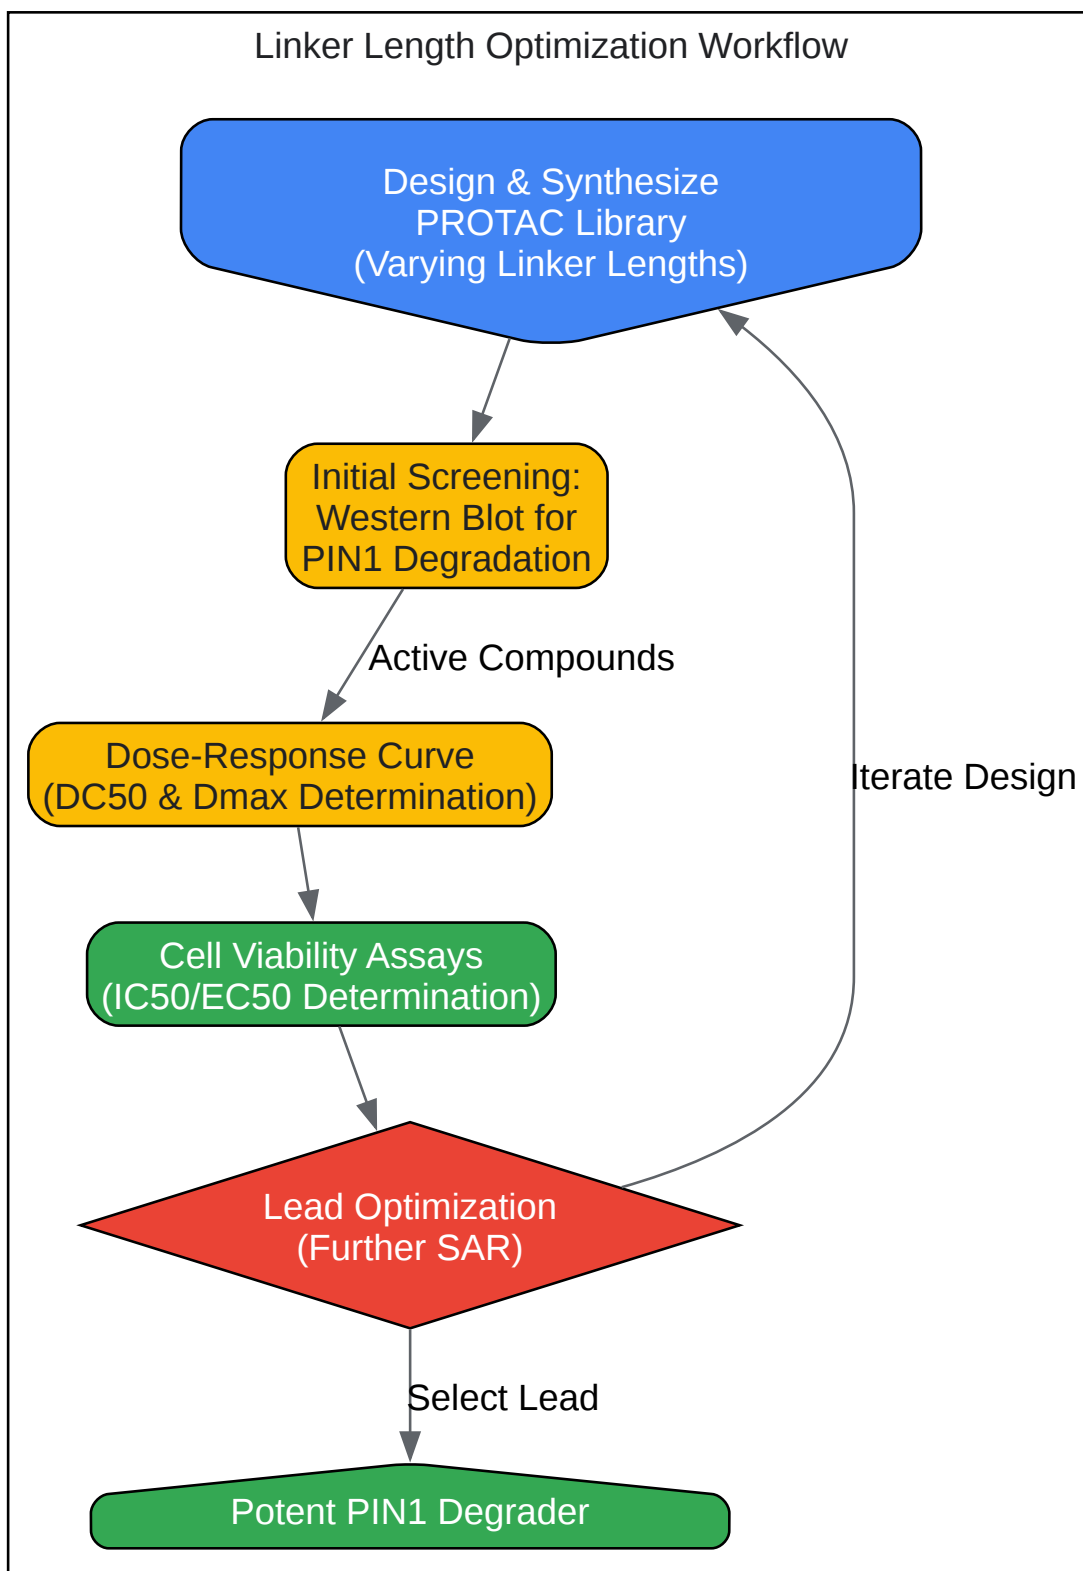 Linker Length Optimization Workflow
Design & Synthesize
PROTAC Library
(Varying Linker Lengths)
Initial Screening:
Western Blot for
PIN1 Degradation
Active Compounds
Dose-Response Curve
(DC50 & Dmax Determination)
Iterate Design
Cell Viability Assays
(IC50/EC50 Determination)
Lead Optimization
(Further SAR)
Select Lead
Potent PIN1 Degrader